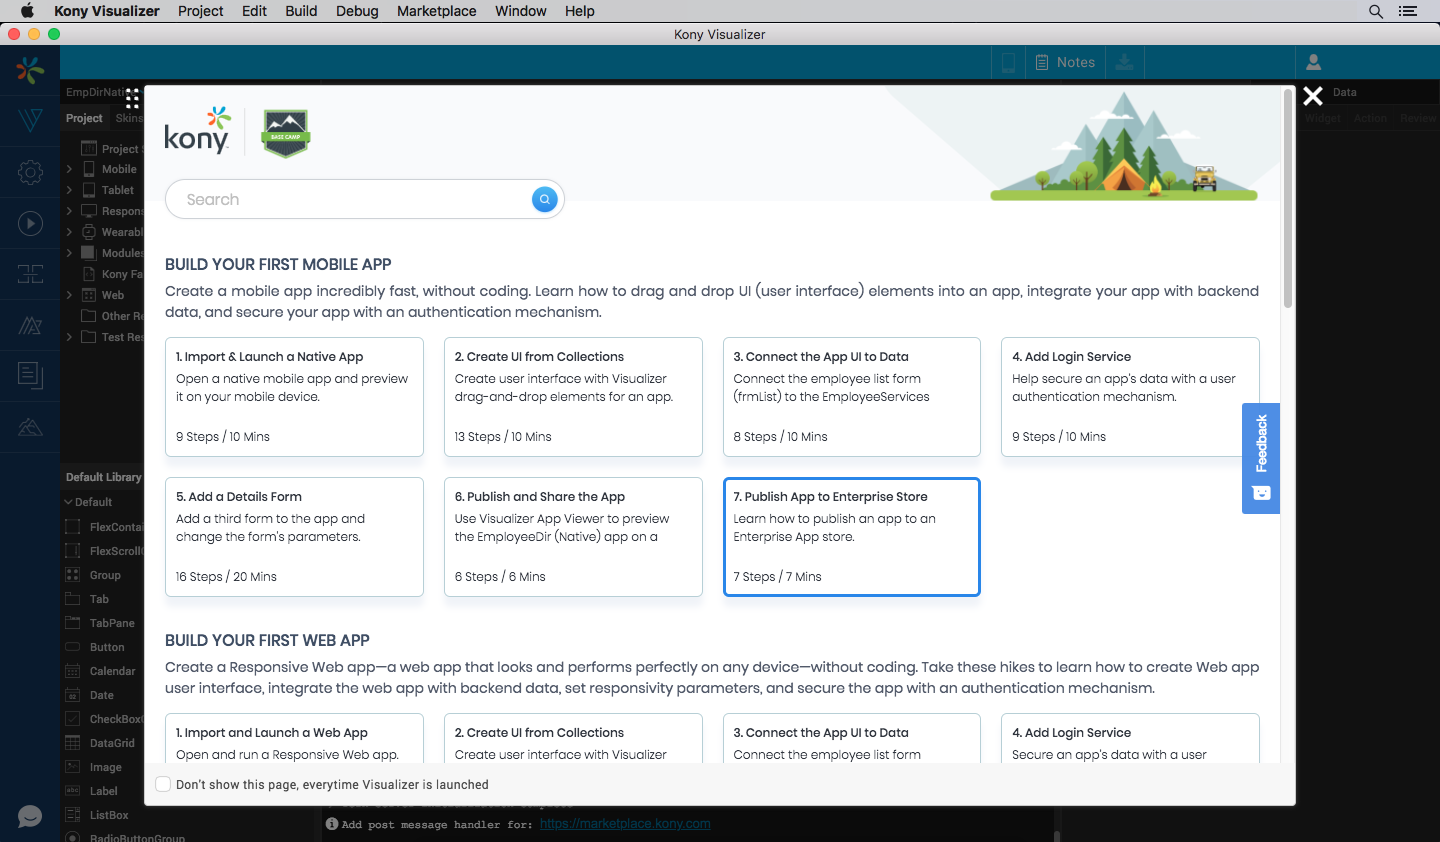 Kony Visualizer Project Edit Build Debug Marketplace Window Help
Kony Visualizer
Notes
EmpDirNative
Data
Project Skins
Widget Action Review
Project S
Mobile
Tablet
Respons
Wearabl
Modules
Kony Fa
Web
Other Re
Test Res
Default Library
Default
FlexContai
FlexScrollC
Group
Tab
TabPane
Button
Calendar
Date
CheckBoxG
DataGrid
Image
Label
ListBox
RadioButtonGroup
kony
BASE CAMP
Search
BUILD YOUR FIRST MOBILE APP
Create a mobile app incredibly fast, without coding. Learn how to drag and drop UI (user interface) elements into an app, integrate your app with backend
data, and secure your app with an authentication mechanism.
1. Import & Launch a Native App
Open a native mobile app and preview
it on your mobile device.
9 Steps / 10 Mins
2. Create UI from Collections
Create user interface with Visualizer
drag-and-drop elements for an app.
13 Steps / 10 Mins
3. Connect the App UI to Data
Connect the employee list form
(frmList) to the EmployeeServices
8 Steps / 10 Mins
4. Add Login Service
Help secure an app's data with a user
authentication mechanism.
9 Steps / 10 Mins
Feedback
5. Add a Details Form
Add a third form to the app and
change the form's parameters.
16 Steps / 20 Mins
6. Publish and Share the App
Use Visualizer App Viewer to preview
the EmployeeDir (Native) app on a
6 Steps / 6 Mins
7. Publish App to Enterprise Store
Learn how to publish an app to an
Enterprise App store.
7 Steps / 7 Mins
BUILD YOUR FIRST WEB APP
Create a Responsive Web app—a web app that looks and performs perfectly on any device—without coding. Take these hikes to learn how to create Web app
user interface, integrate the web app with backend data, set responsivity parameters, and secure the app with an authentication mechanism.
1. Import and Launch a Web App
Open and run a Responsive Web app.
2. Create UI from Collections
Create user interface with Visualizer
3. Connect the App UI to Data
Connect the employee list form
4. Add Login Service
Secure an app's data with a user
Don't show this page, everytime Visualizer is launched
Add post message handler for: https://marketplace.kony.com